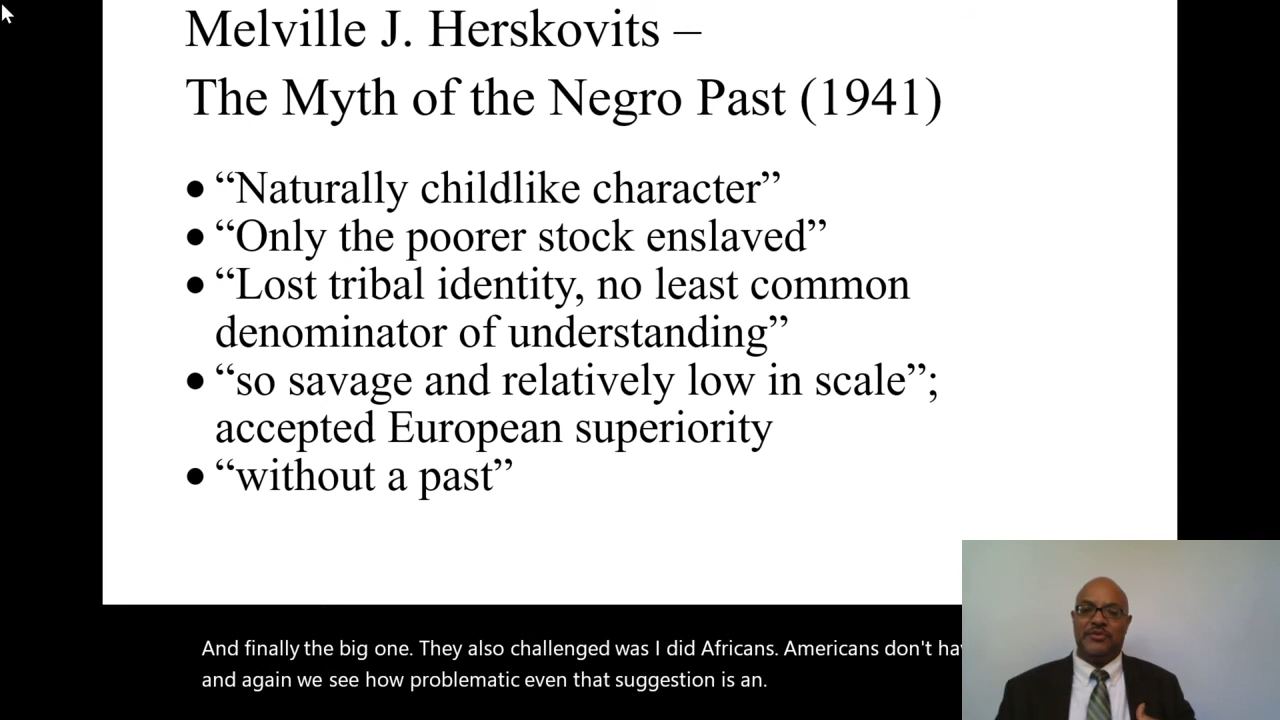 Melville J. Herskovits –
The Myth of the Negro Past (1941)
• “Naturally childlike character”
• “Only the poorer stock enslaved”
• “Lost tribal identity, no least common
denominator of understanding”
• “so savage and relatively low in scale”;
accepted European superiority
• “without a past”
And finally the big one. They also challenged was I did Africans. Americans don't ha
and again we see how problematic even that suggestion is an.